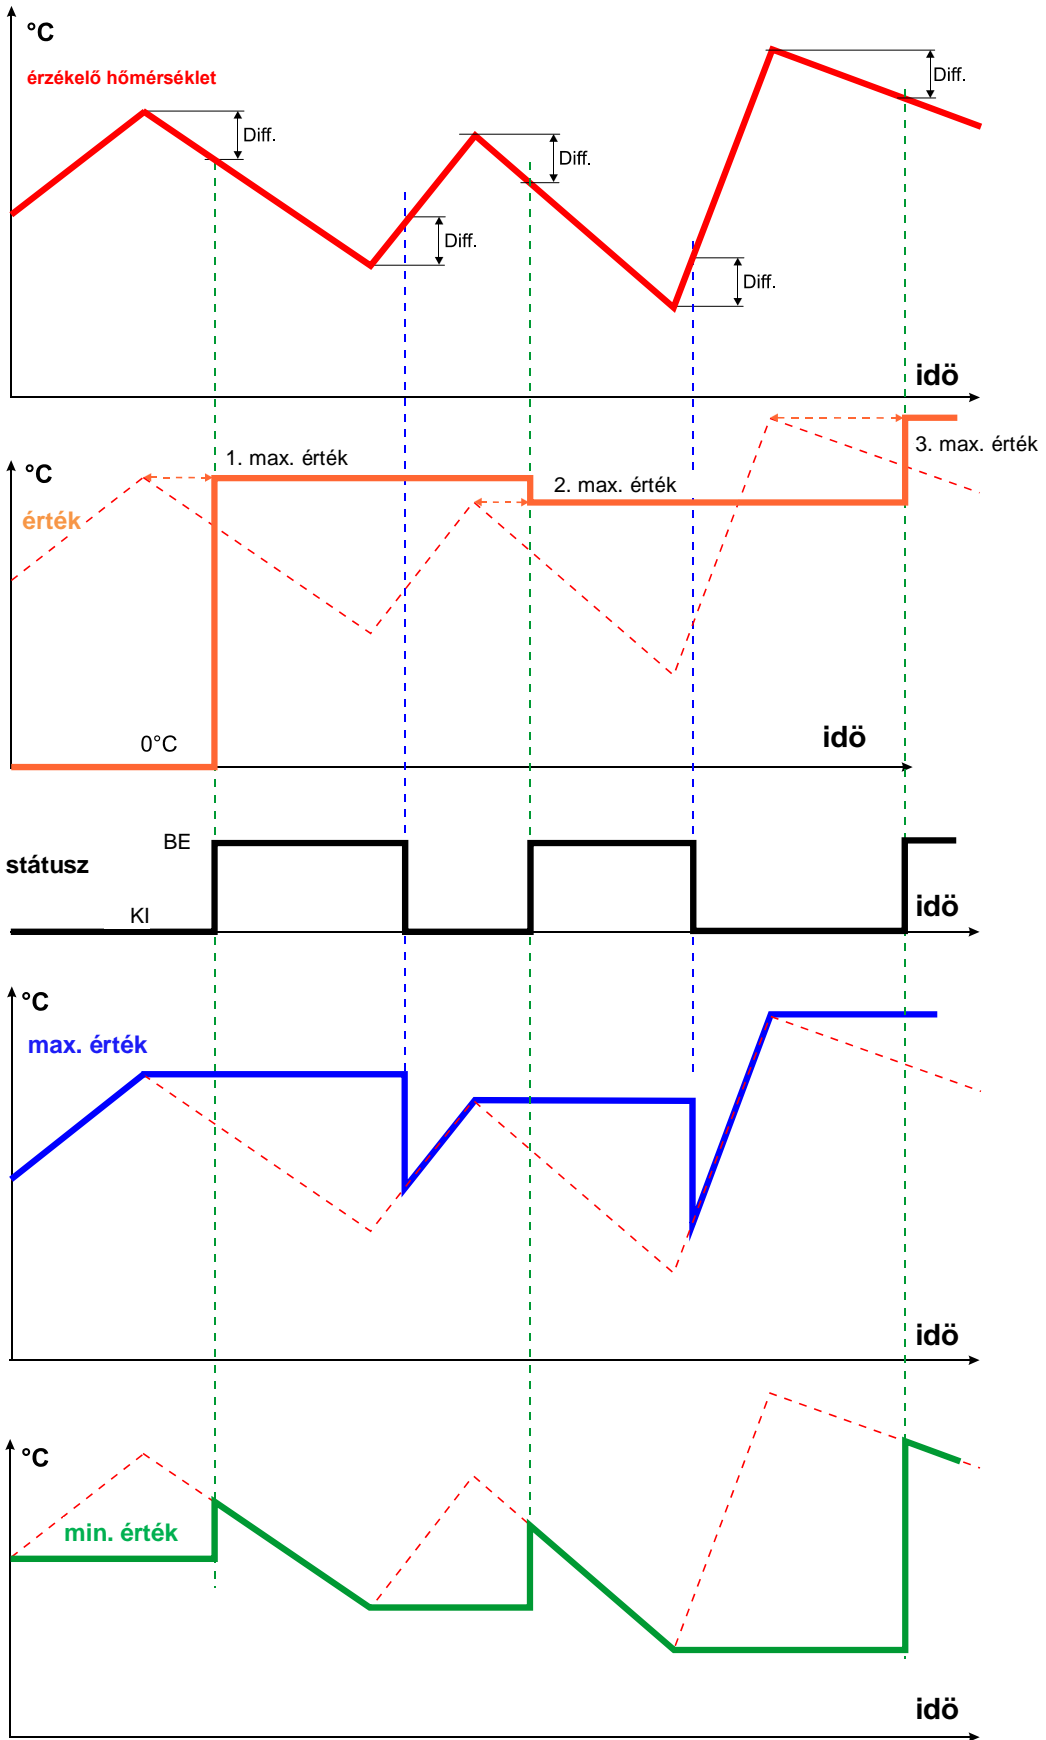 °C
érzékelő hőmérséklet
Diff.
Diff.
Diff.
Diff.
Diff.
idö
°C
érték
1. max. érték
2. max. érték
3. max. érték
0°C
idö
BE
státusz
KI
idö
°C
max. érték
idö
°C
min. érték
idö